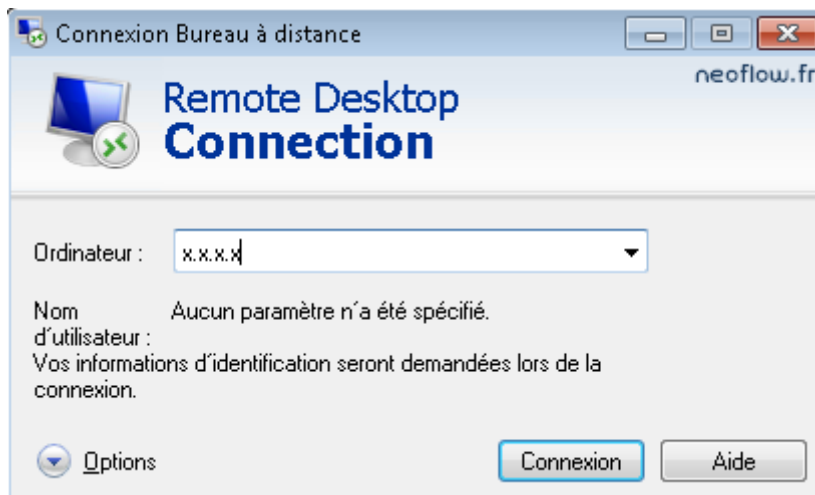 Connexion Bureau à distance
neoflow.fr
Remote Desktop
Connection
Ordinateur :
x.x.x.x
Nom
d´utilisateur :
Aucun paramètre n´a été spécifié.
Vos informations d´identification seront demandées lors de la
connexion.
Options
Connexion
Aide